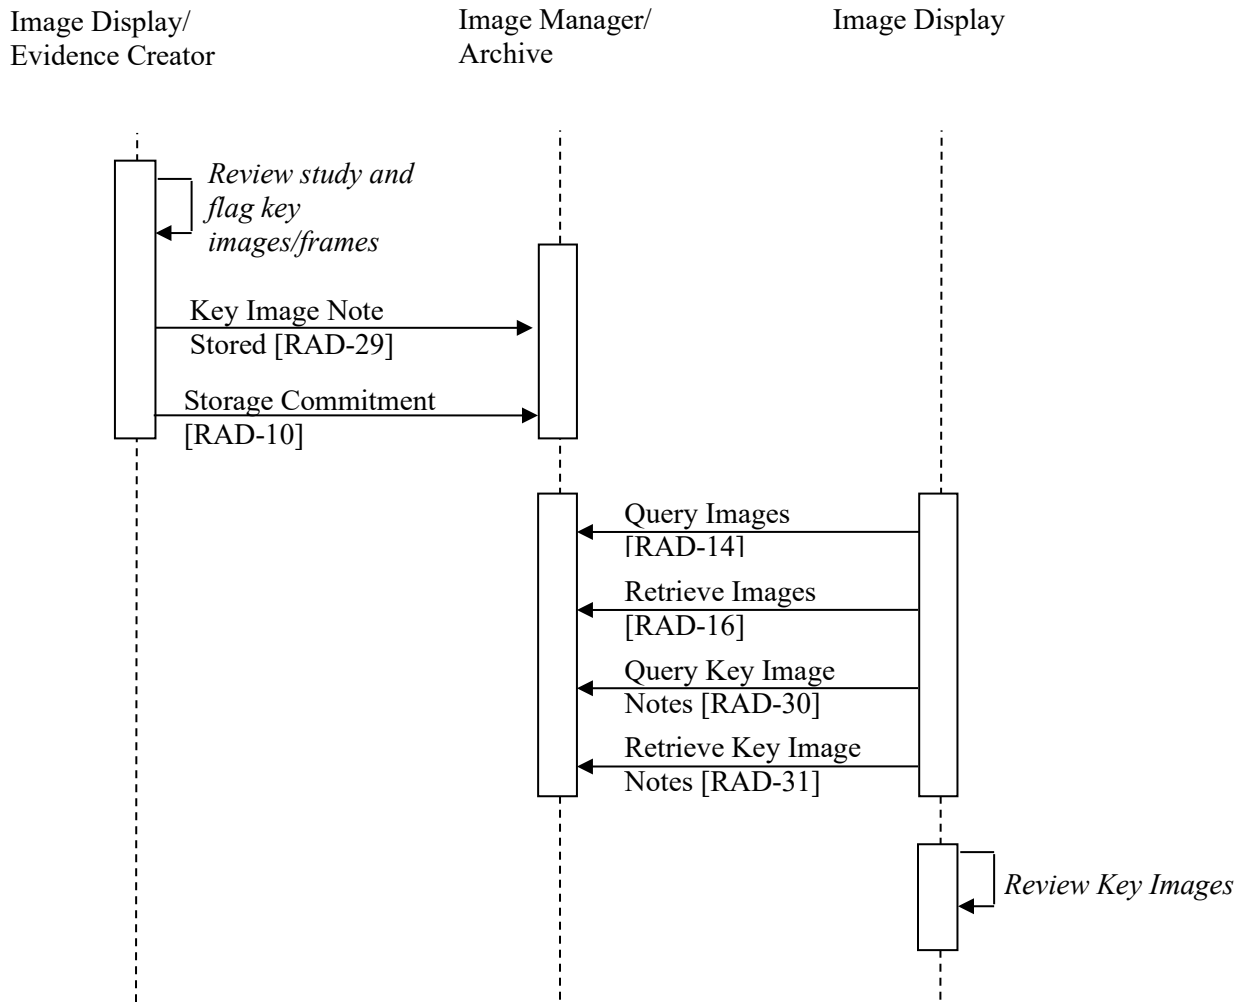 Image Display/
Evidence Creator
Image Manager/
Archive
Image Display
Review study and
flag key
images/frames
Key Image Note
Stored [RAD-29]
Storage Commitment
[RAD-10]
Query Images
[RAD-14]
Retrieve Images
[RAD-16]
Query Key Image
Notes [RAD-30]
Retrieve Key Image
Notes [RAD-31]
Review Key Images